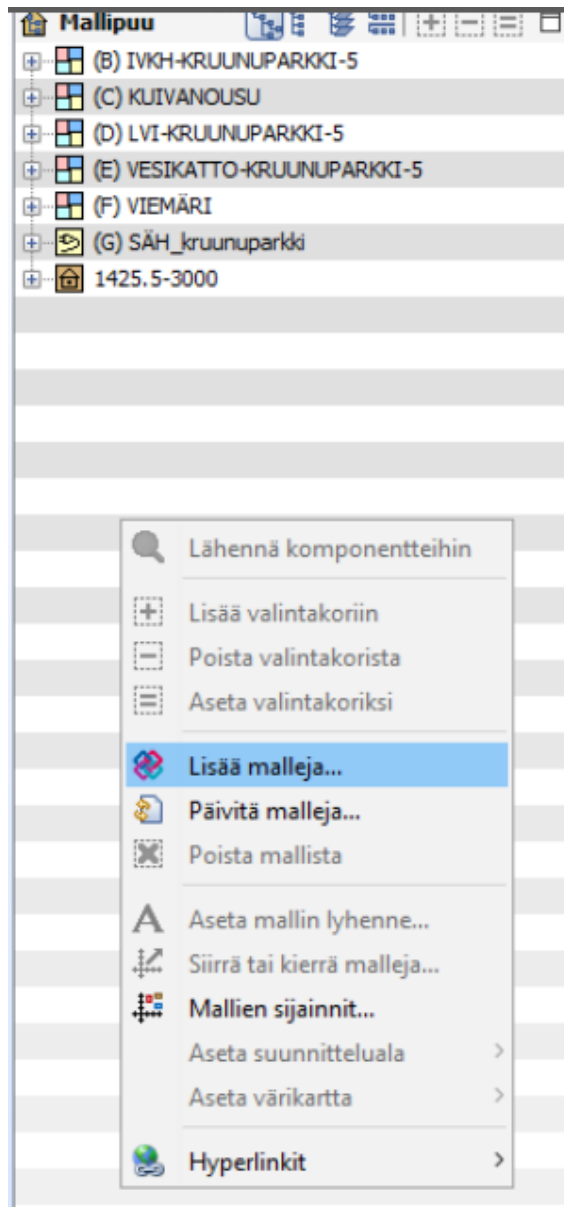 Mallipuu
(B) IVKH-KRUUNUPARKKI-5
(C) KUIVANOUSU
(D) LVI-KRUUNUPARKKI-5
(E) VESIKATTO-KRUUNUPARKKI-5
(F) VIEMÄRI
(G) SÄH_kruunuparkki
1425.5-3000
Lähennä komponentteihin
Lisää valintakoriin
Poista valintakorista
Aseta valintakoriksi
Lisää malleja...
Päivitä malleja...
Poista mallista
Aseta mallin lyhenne...
Siirrä tai kierrä malleja...
Mallien sijainnit...
Aseta suunnitteluala
Aseta värikartta
Hyperlinkit